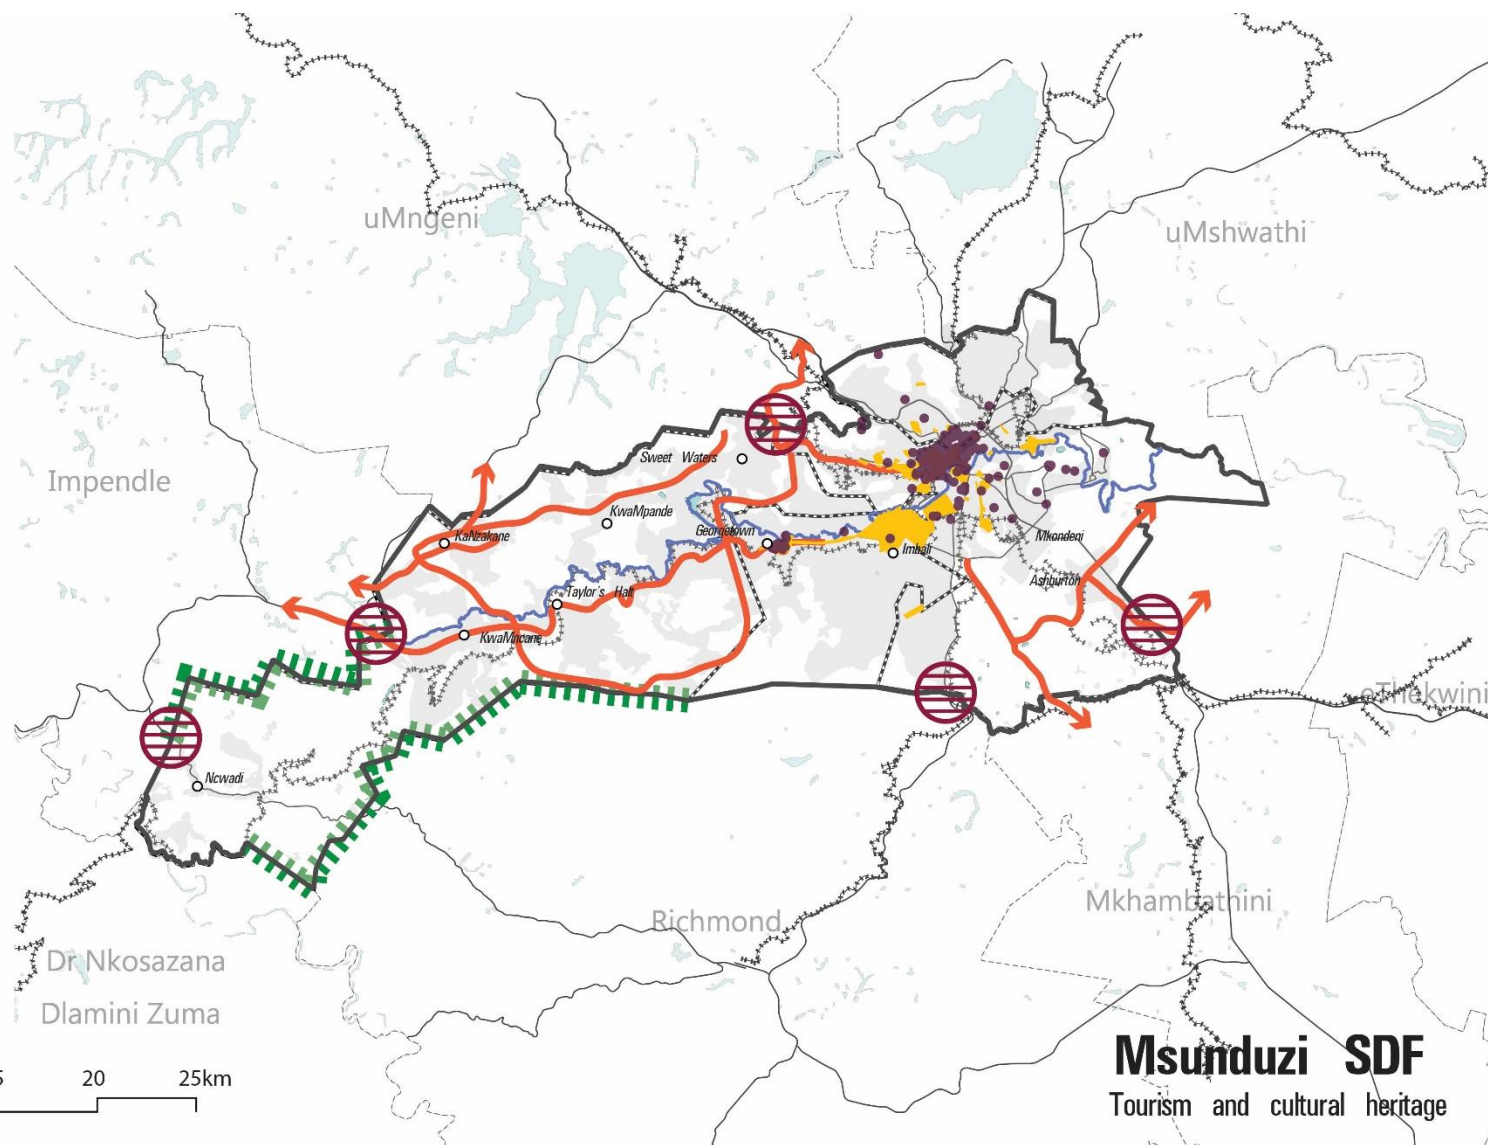 uMngeni
uMshwathi
Impendle
Sweet Waters
KwaMpande
KaNzakane
Georgetown
Mkondeni
Imbali
Ashburton
Taylor's Halt
KwaMncane
eThekwini
Ncwadi
Richmond
Mkhambathini
Dr Nkosazana
Dlamini Zuma
5 20 25km
Msunduzi SDF
Tourism and cultural heritage